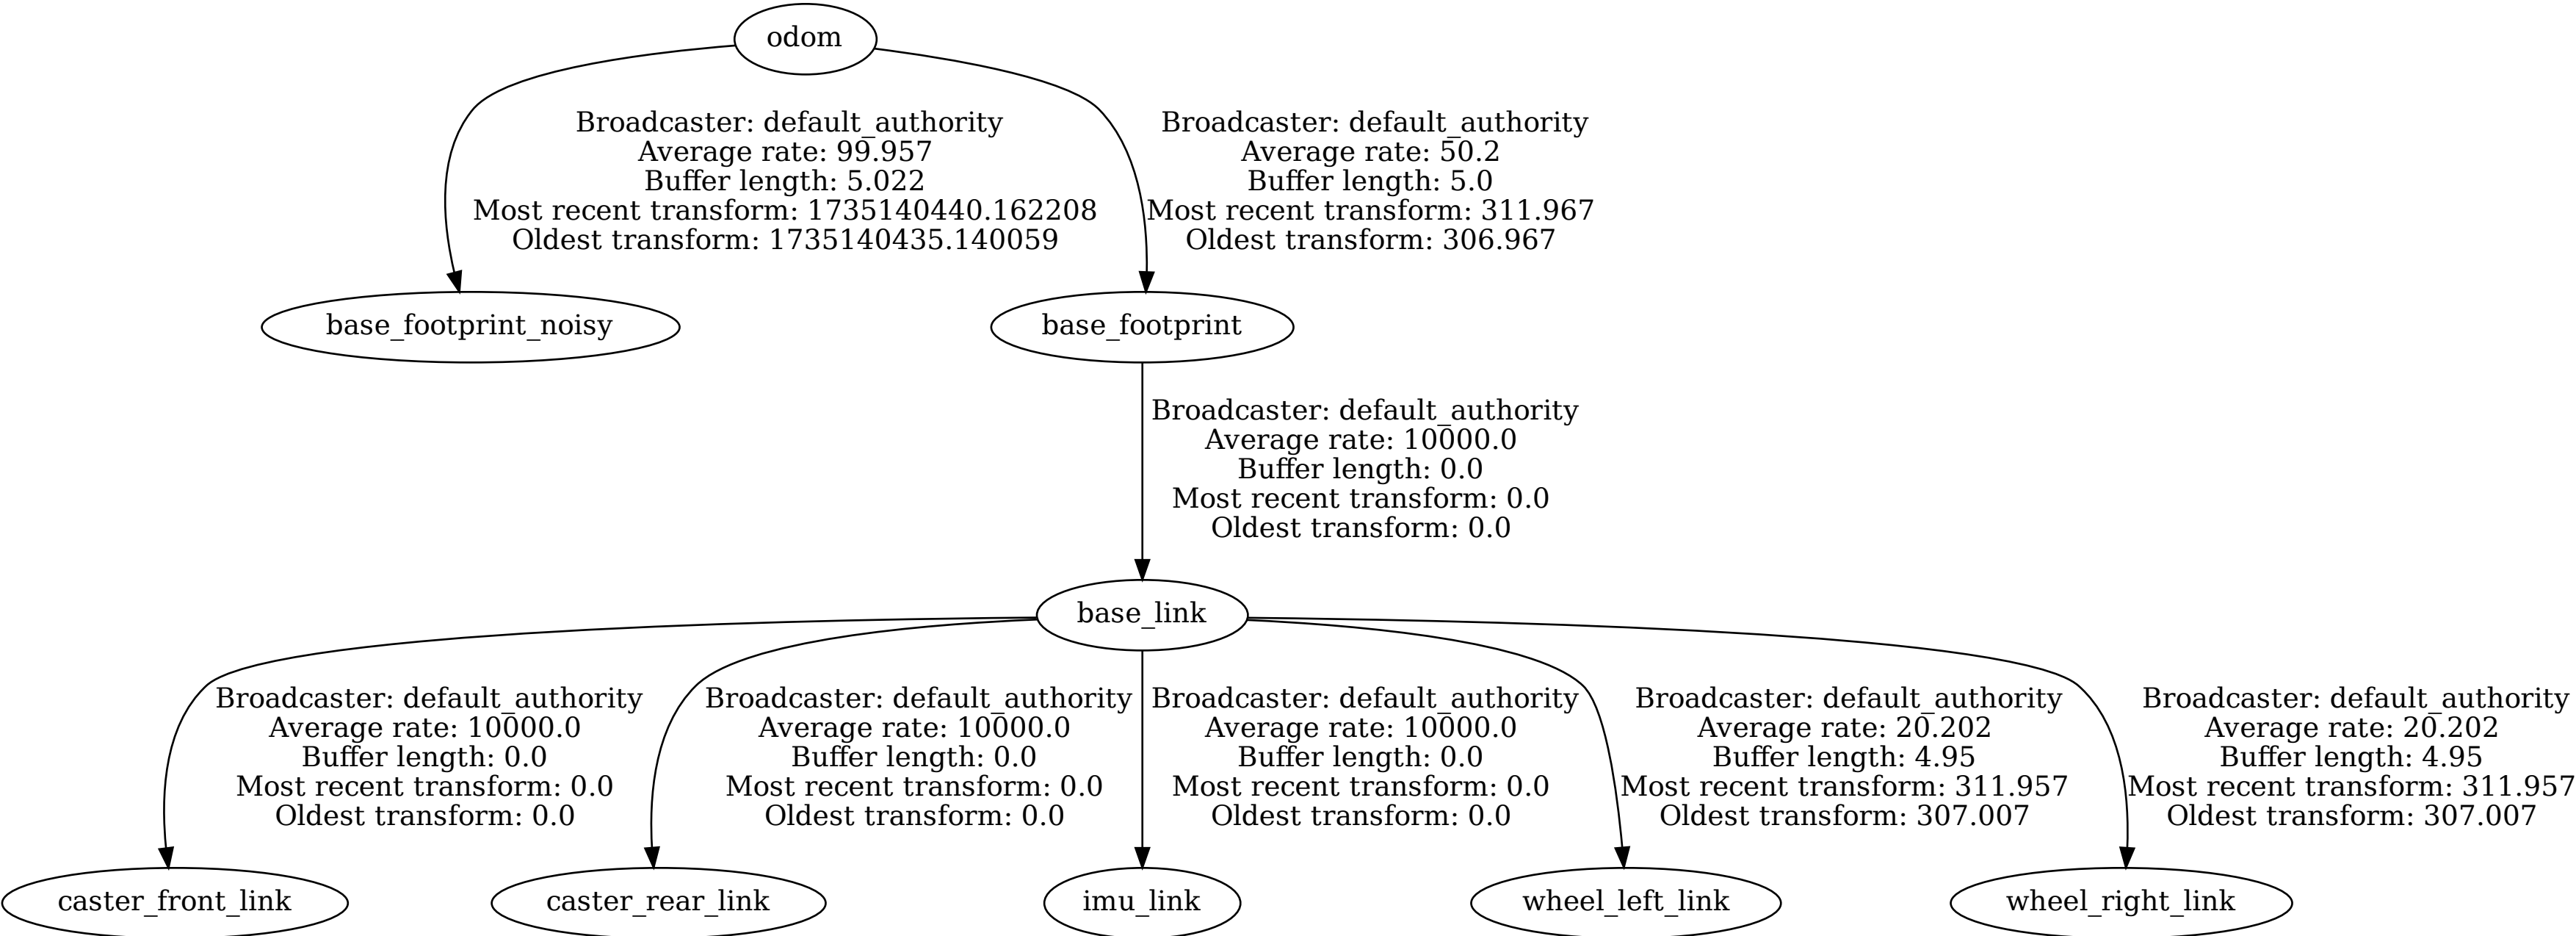 odom
Broadcaster: default_authority
Average rate: 99.957
Buffer length: 5.022
Most recent transform: 1735140440.162208
Oldest transform: 1735140435.140059
Broadcaster: default_authority
Average rate: 50.2
Buffer length: 5.0
Most recent transform: 311.967
Oldest transform: 306.967
base_footprint_noisy
base_footprint
Broadcaster: default_authority
Average rate: 10000.0
Buffer length: 0.0
Most recent transform: 0.0
Oldest transform: 0.0
base_link
Broadcaster: default_authority
Average rate: 10000.0
Buffer length: 0.0
Most recent transform: 0.0
Oldest transform: 0.0
Broadcaster: default_authority
Average rate: 10000.0
Buffer length: 0.0
Most recent transform: 0.0
Oldest transform: 0.0
Broadcaster: default_authority
Average rate: 10000.0
Buffer length: 0.0
Most recent transform: 0.0
Oldest transform: 0.0
Broadcaster: default_authority
Average rate: 20.202
Buffer length: 4.95
Most recent transform: 311.957
Oldest transform: 307.007
Broadcaster: default_authority
Average rate: 20.202
Buffer length: 4.95
Most recent transform: 311.957
Oldest transform: 307.007
caster_front_link
caster_rear_link
imu_link
wheel_left_link
wheel_right_link